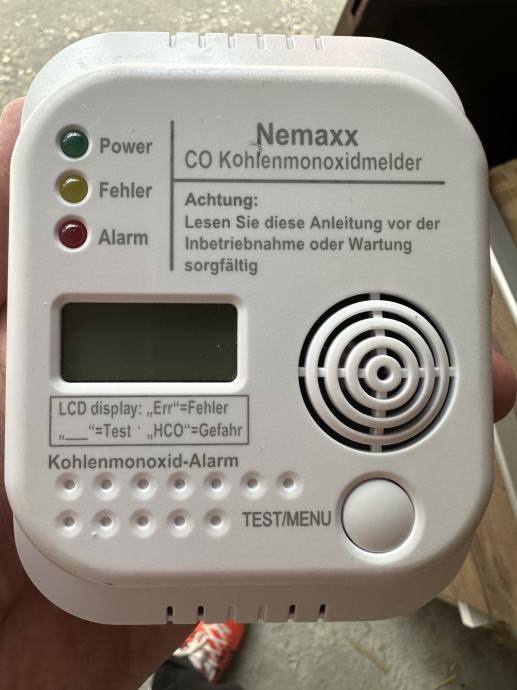 Nemaxx
CO Kohlenmonoxidmelder
Power
Fehler
Alarm
Achtung:
Lesen Sie diese Anleitung vor der
Inbetriebnahme oder Wartung
sorgfältig
LCD display: „Err“=Fehler
„___“=Test „HCO“=Gefahr
Kohlenmonoxid-Alarm
TEST/MENU